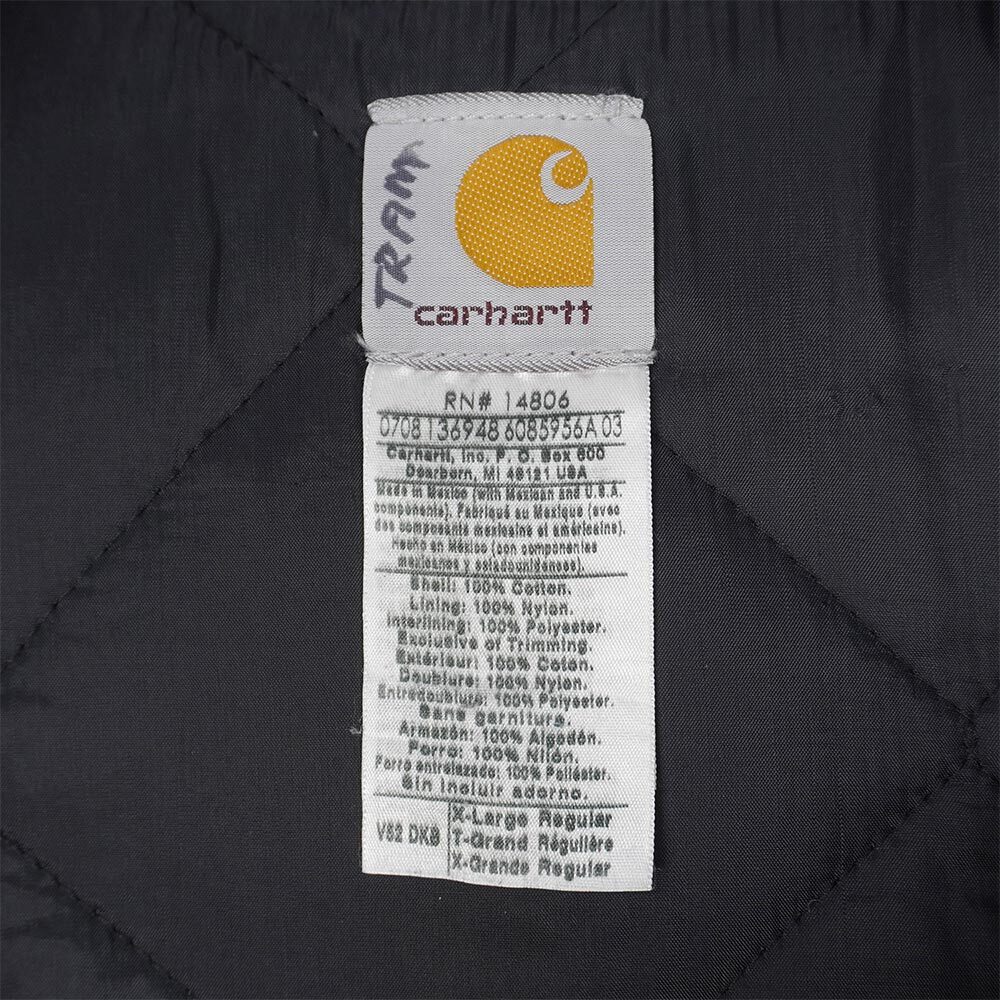 TRAM
carhartt
RN# 14806
0708 136948 6085956A 03
Carhartt, Inc. P. O. Box 600
Dearborn, MI 48121 USA
Made in Mexico (with Mexican and U.S.A.
components). Fabriqué au Mexique (avec
des composants mexicains et américains).
Hecho en México (con componentes
mexicanos y estadounidenses).
Shell: 100% Cotton.
Lining: 100% Nylon.
Interlining: 100% Polyester.
Exclusive of Trimming.
Extérieur: 100% Coton.
Doublure: 100% Nylon.
Entredoublure: 100% Polyester.
Sans garniture.
Armazón: 100% Algodón.
Forro: 100% Nilón.
Forro entrelazado: 100% Poliéster.
Sin incluir adorno.
V52 DKB
X-Large Regular
T-Grand Régulière
X-Grande Regular